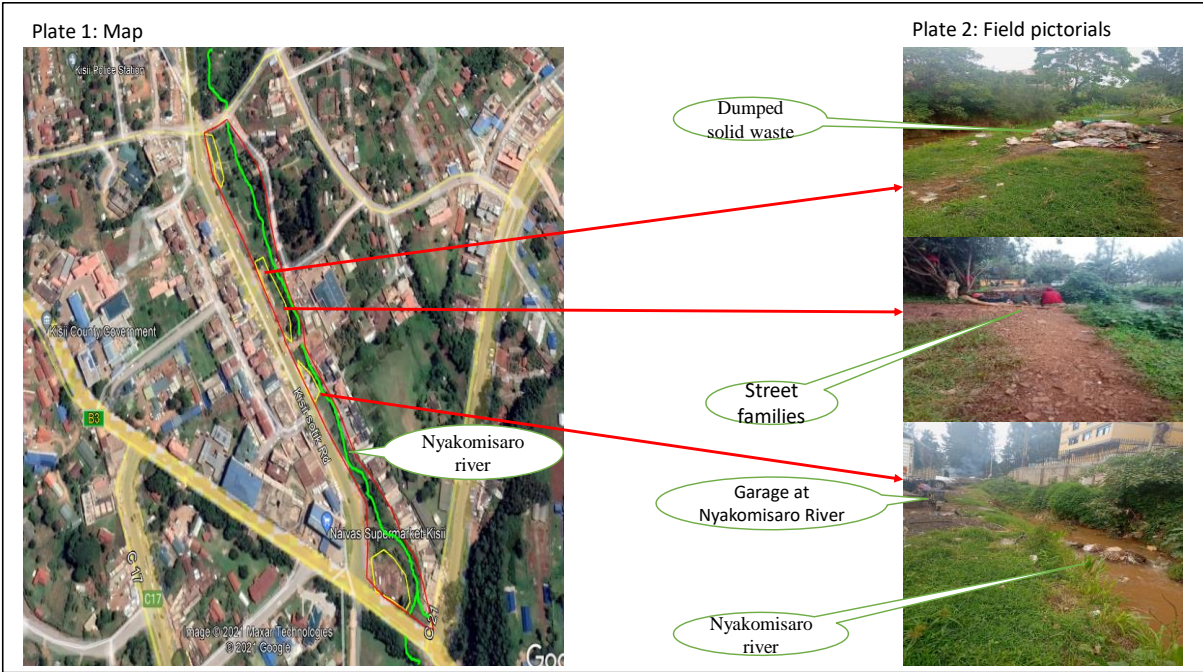 Plate 1: Map
Plate 2: Field pictorials
Kisii Police Station
Dumped
solid waste
Kisii County Government
B3
Kisii-sotik Rd
Street
families
Nyakomisaro
river
Garage at
Nyakomisaro River
Naivas Supermarket-Kisii
C 17
C17
C 21
Image © 2021 Maxar Technologies
© 2021 Google
Goo
Nyakomisaro
river